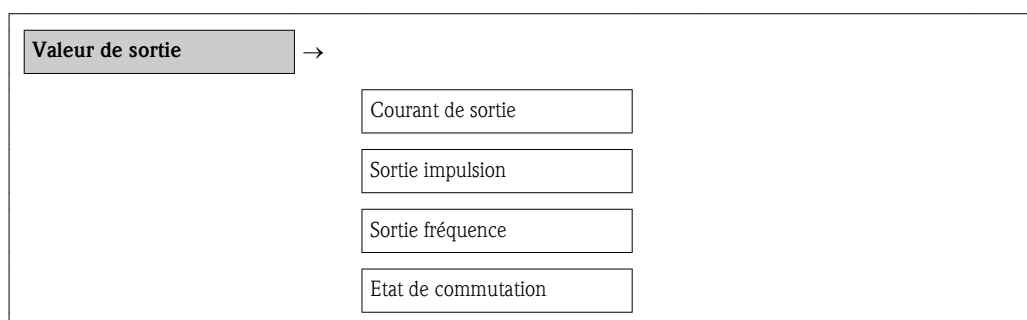 Valeur de sortie →
Courant de sortie
Sortie impulsion
Sortie fréquence
Etat de commutation